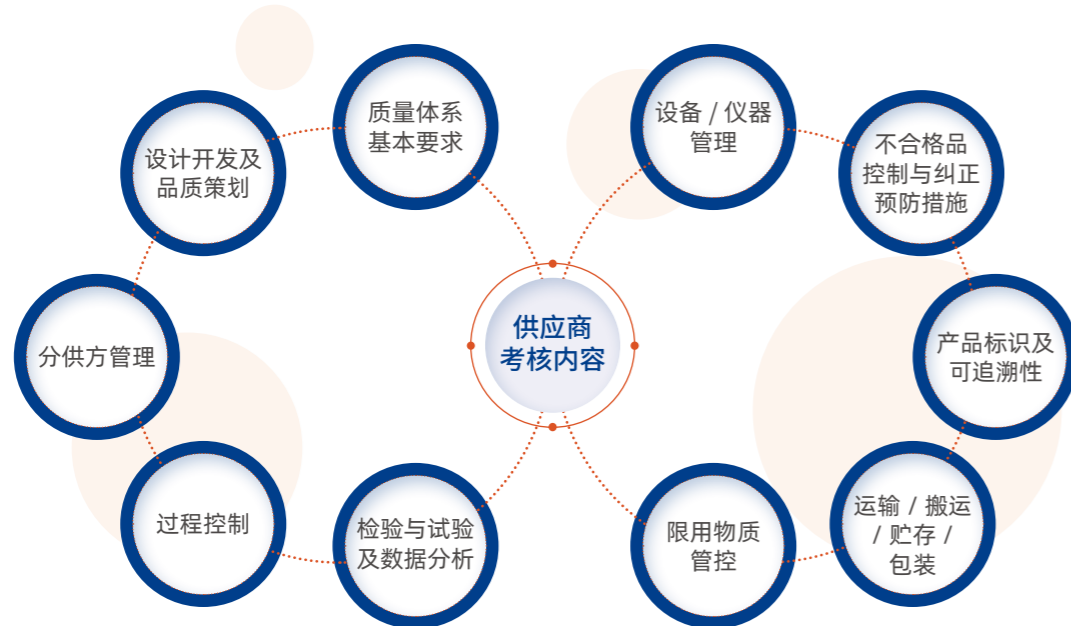 质量体系
基本要求
设备 / 仪器
管理
设计开发及
品质策划
不合格品
控制与纠正
预防措施
供应商
考核内容
分供方管理
产品标识及
可追溯性
过程控制
检验与试验
及数据分析
限用物质
管控
运输 / 搬运
/ 贮存 /
包装